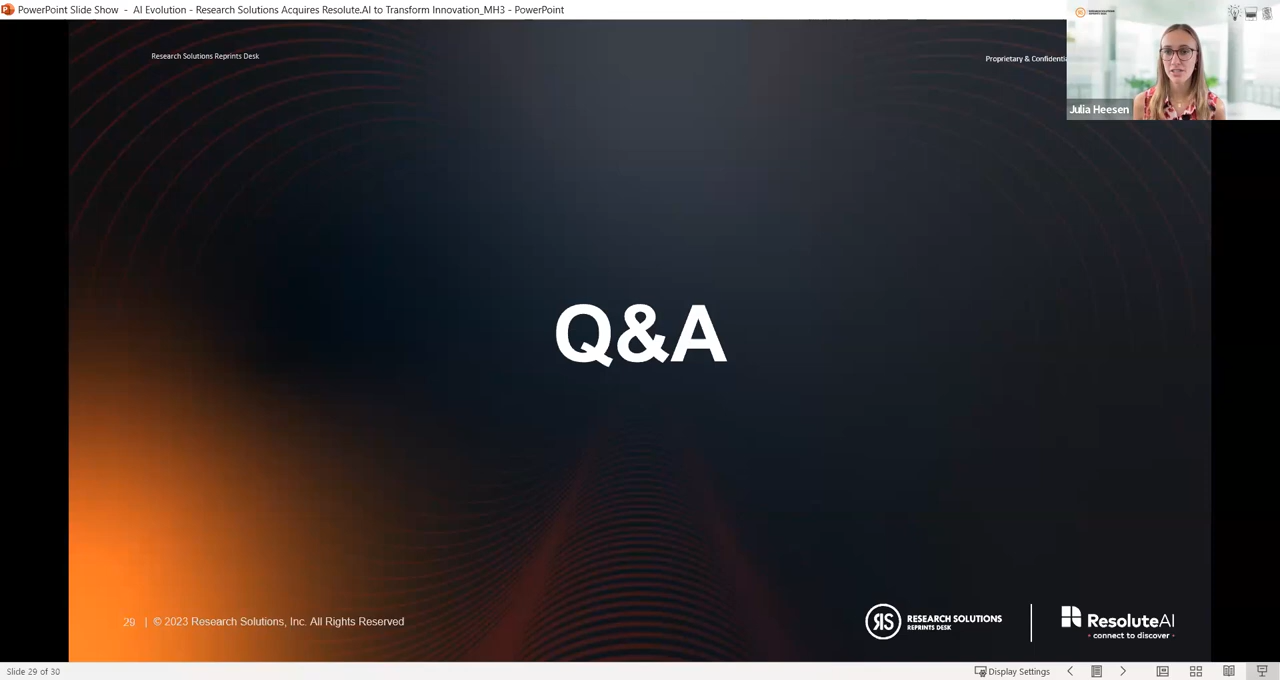 PowerPoint Slide Show - AI Evolution - Research Solutions Acquires Resolute.AI to Transform Innovation_MH3 - PowerPoint
Research Solutions Reprints Desk
Proprietary & Confidentia
Julia Heesen
Q&A
29 | © 2023 Research Solutions, Inc. All Rights Reserved
RS RESEARCH SOLUTIONS
REPRINTS DESK
ResoluteAI
connect to discover
Slide 29 of 30
Display Settings